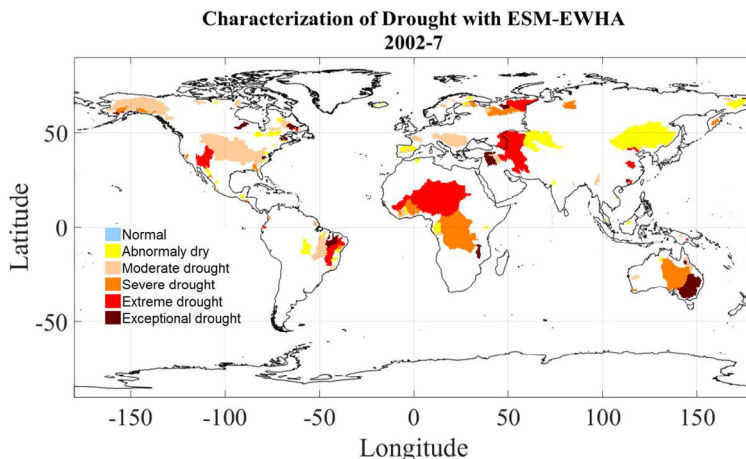 Characterization of Drought with ESM-EWHA
2002-7
Latitude
50
0
-50
Normal
Abnormaly dry
Moderate drought
Severe drought
Extreme drought
Exceptional drought
-150 -100 -50 0 50 100 150
Longitude